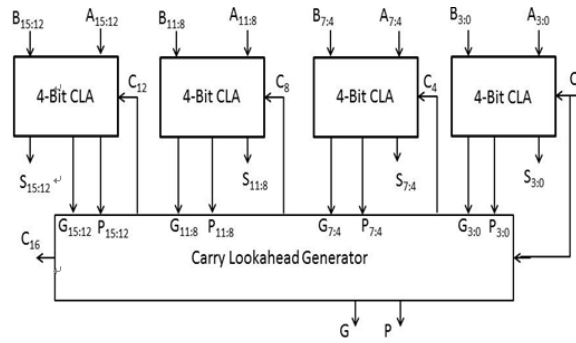 B15:12 A15:12 B11:8 A11:8 B7:4 A7:4 B3:0 A3:0
4-Bit CLA C12 4-Bit CLA C8 4-Bit CLA C4 4-Bit CLA C
S15:12 S11:8 S7:4 S3:0
G15:12 P15:12 G11:8 P11:8 G7:4 P7:4 G3:0 P3:0
C16
Carry Lookahead Generator
G P